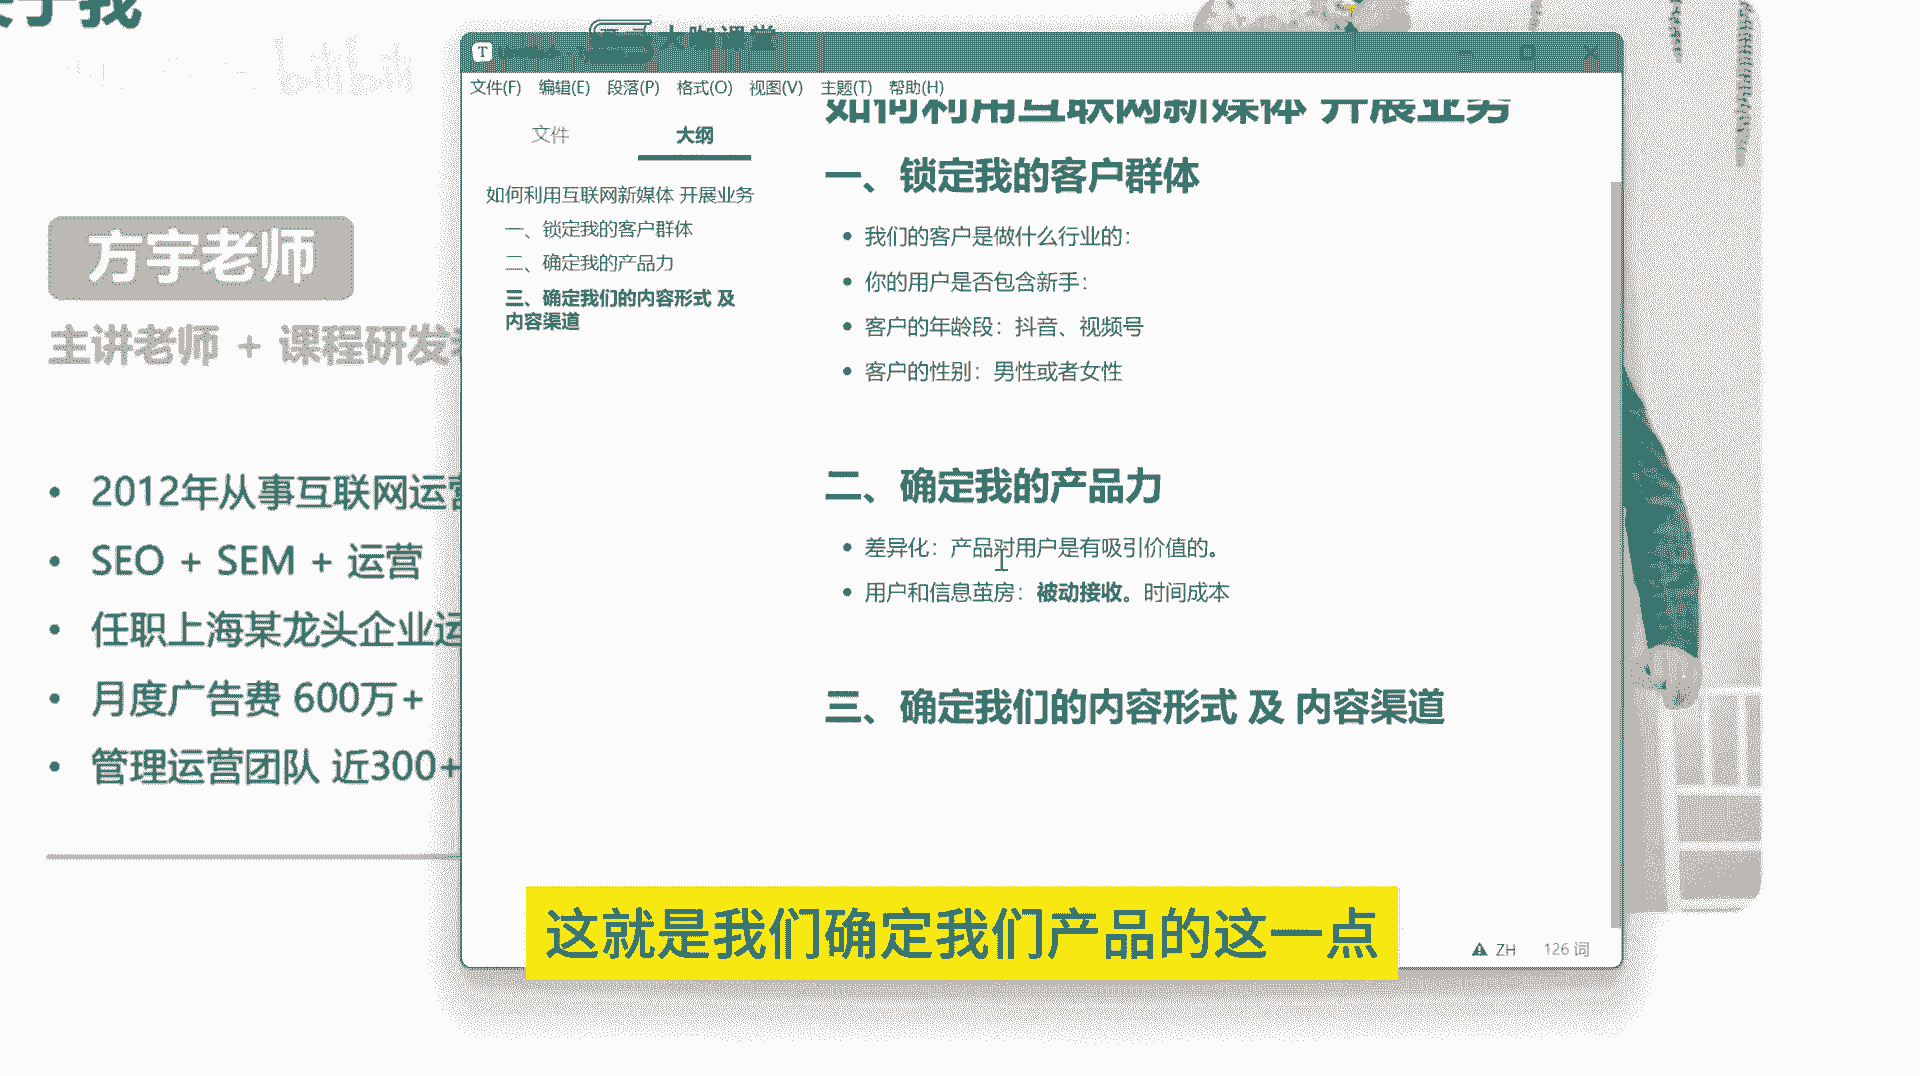 关于我
bilibili
大咖课堂
方宇老师
主讲老师 + 课程研发
2012年从事互联网运营
SEO + SEM + 运营
任职上海某龙头企业运
月度广告费 600万+
管理运营团队 近300+
文件(F) 编辑(E) 段落(P) 格式(O) 视图(V) 主题(T) 帮助(H)
文件 大纲
如何利用互联网新媒体 开展业务
一、锁定我的客户群体
二、确定我的产品力
三、确定我们的内容形式 及
内容渠道
如何利用互联网新媒体 开展业务
一、锁定我的客户群体
我们的客户是做什么行业的：
你的用户是否包含新手：
客户的年龄段：抖音、视频号
客户的性别：男性或者女性
二、确定我的产品力
差异化：产品对用户是有吸引价值的。
用户和信息茧房：被动接收。时间成本
三、确定我们的内容形式 及 内容渠道
ZH 126 词
这就是我们确定我们产品的这一点